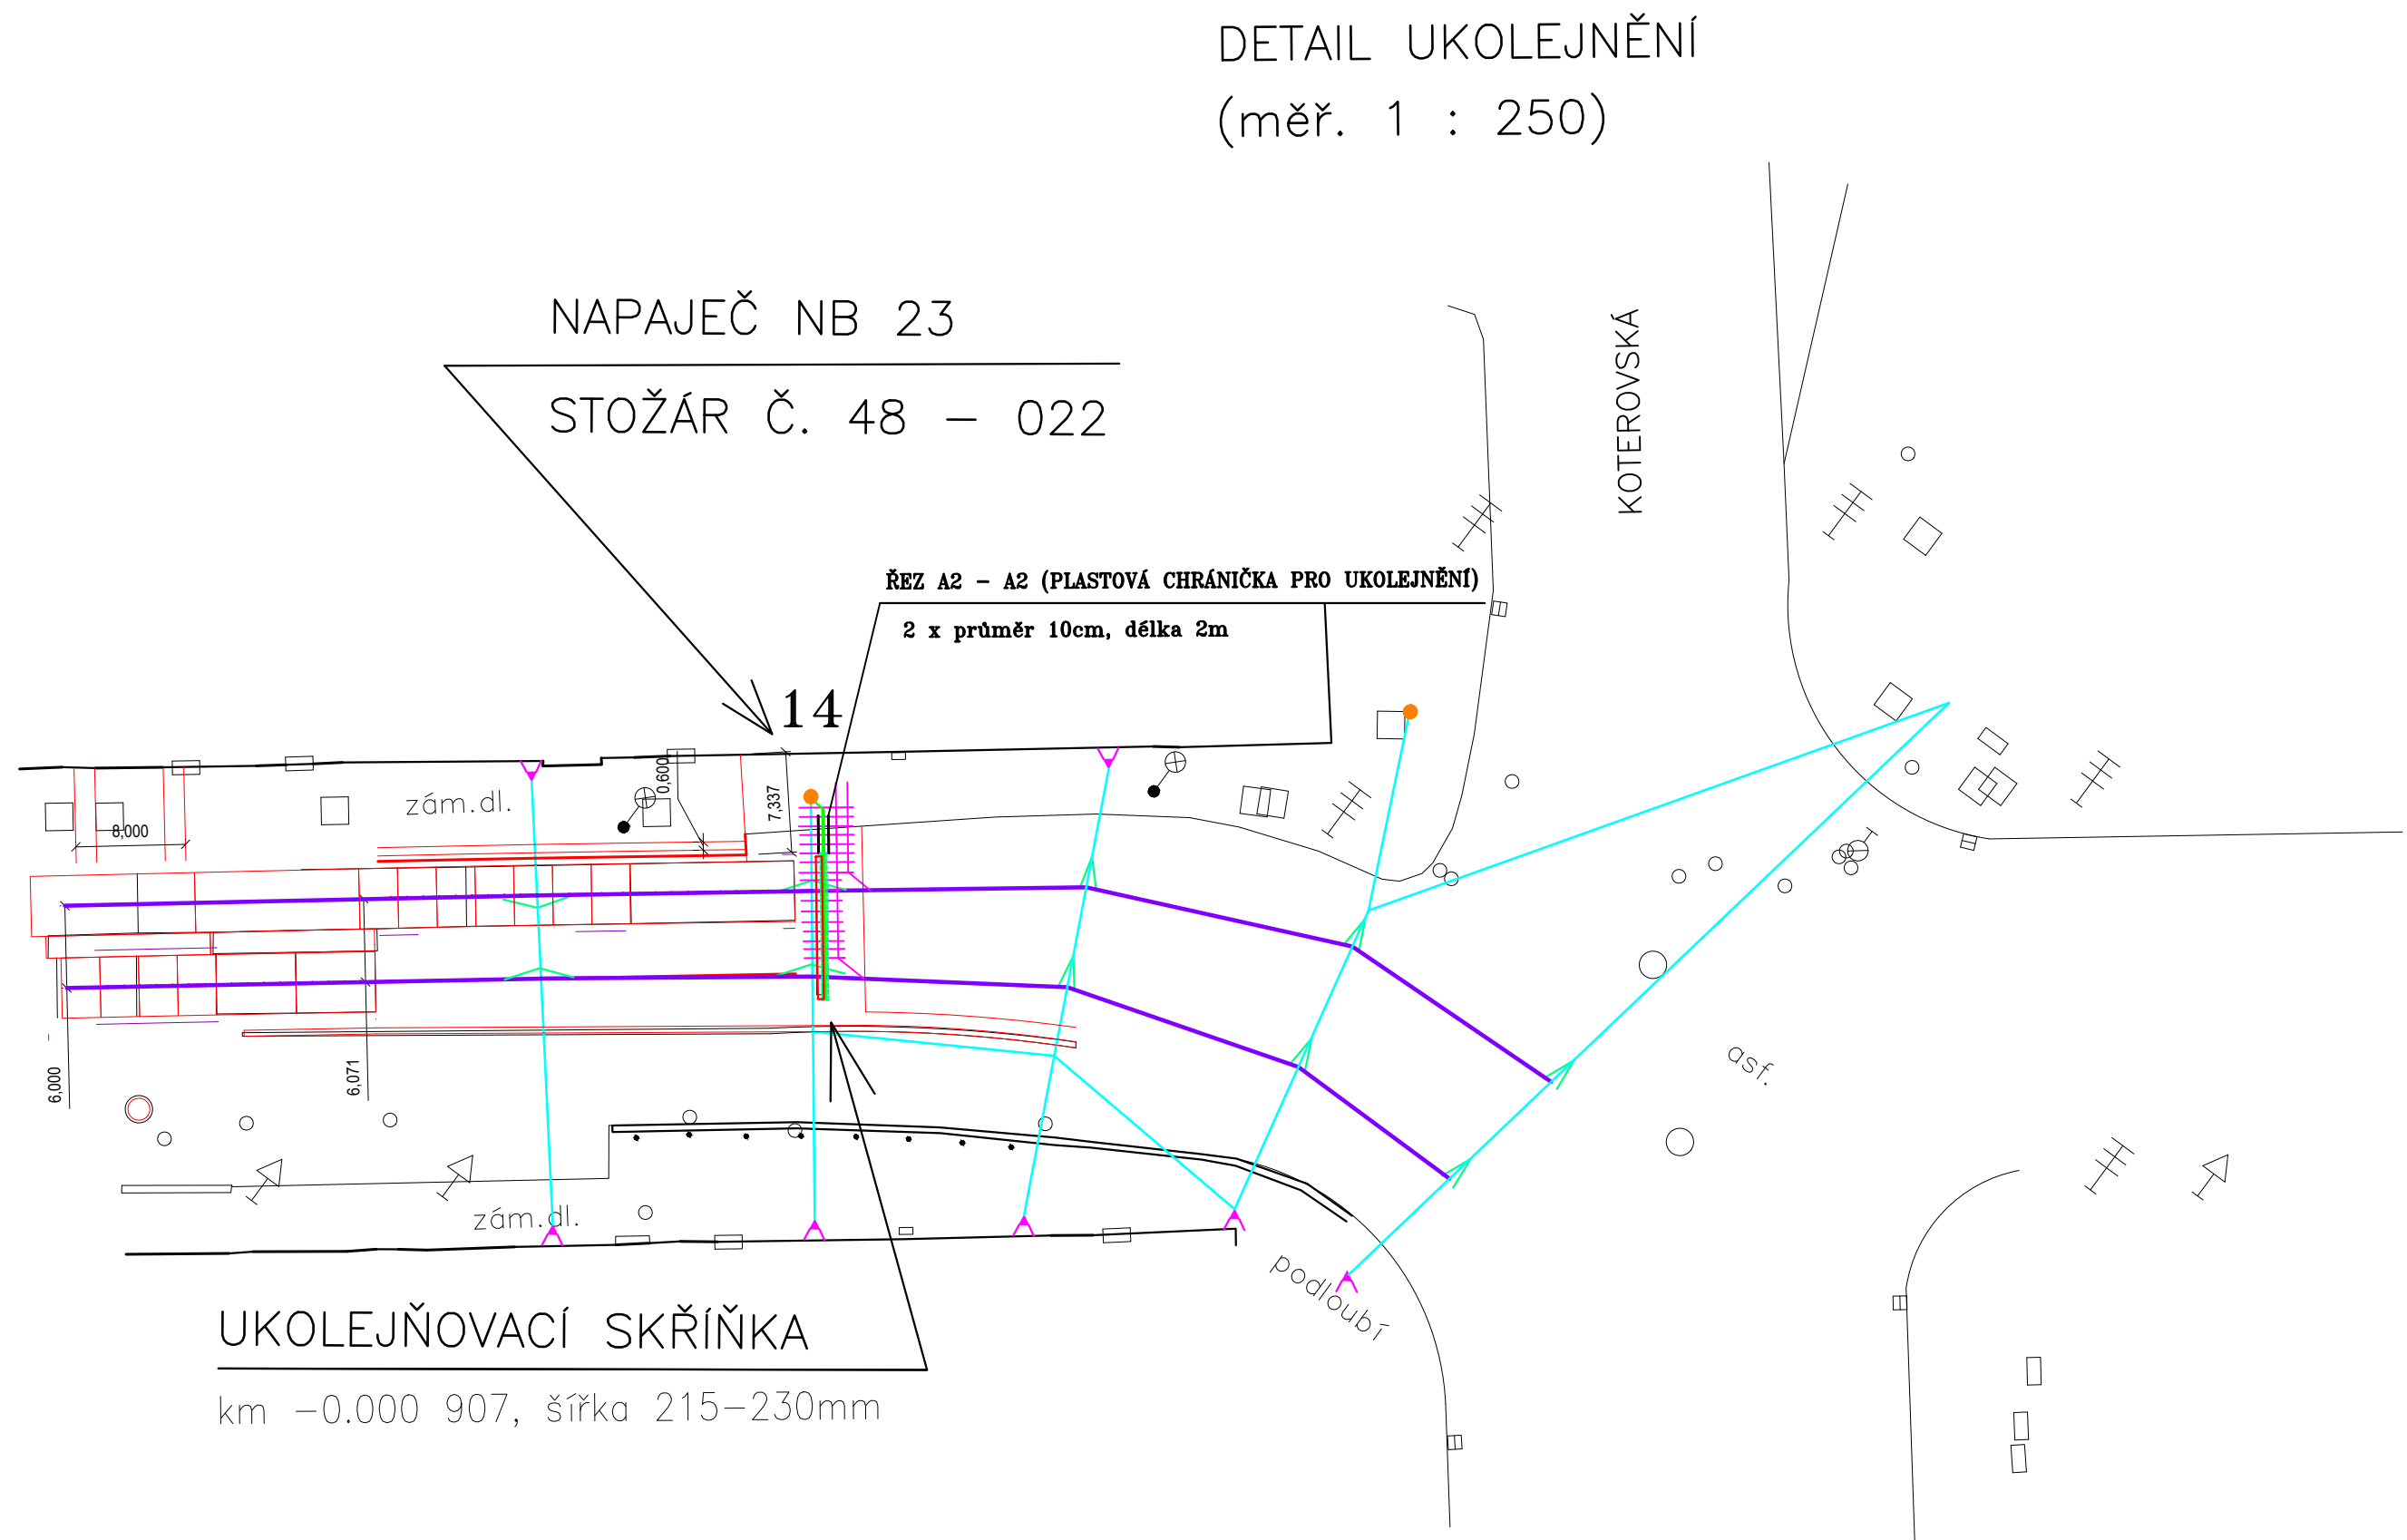 DETAIL UKOLEJNĚNÍ
(měř. 1 : 250)
NAPAJEČ NB 23
STOŽÁR Č. 48 - 022
KOTEROVSKÁ
ŘEZ A2 - A2 (PLASTOVÁ CHRÁNIČKA PRO UKOLEJNĚNÍ)
2 x průměr 10cm, délka 2m
14
0,600
7,337
zám.dl.
8,000
6,000
6,071
asf.
zám.dl.
podloubí
UKOLEJŇOVACÍ SKŘÍŇKA
km -0.000 907, šířka 215-230mm